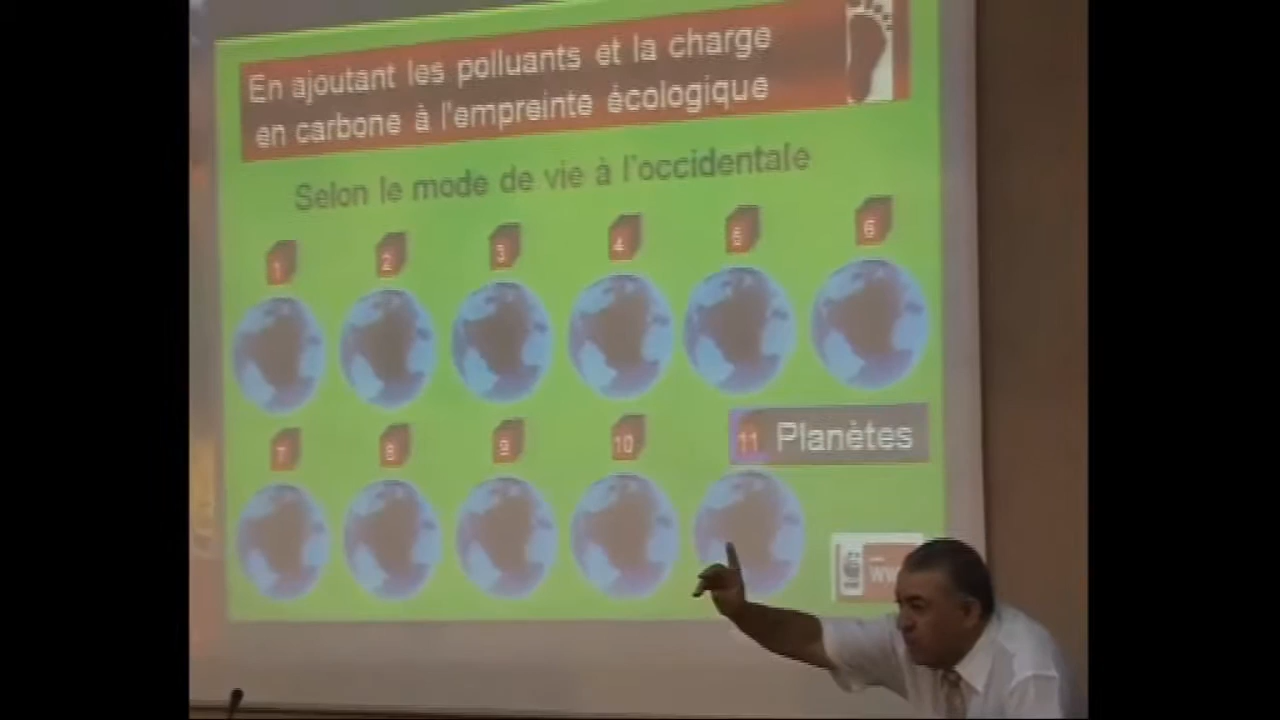 En ajoutant les polluants et la charge
en carbone à l'empreinte écologique
Selon le mode de vie à l'occidentale
1 2 3 4 5 6
7 8 9 10 11 Planètes